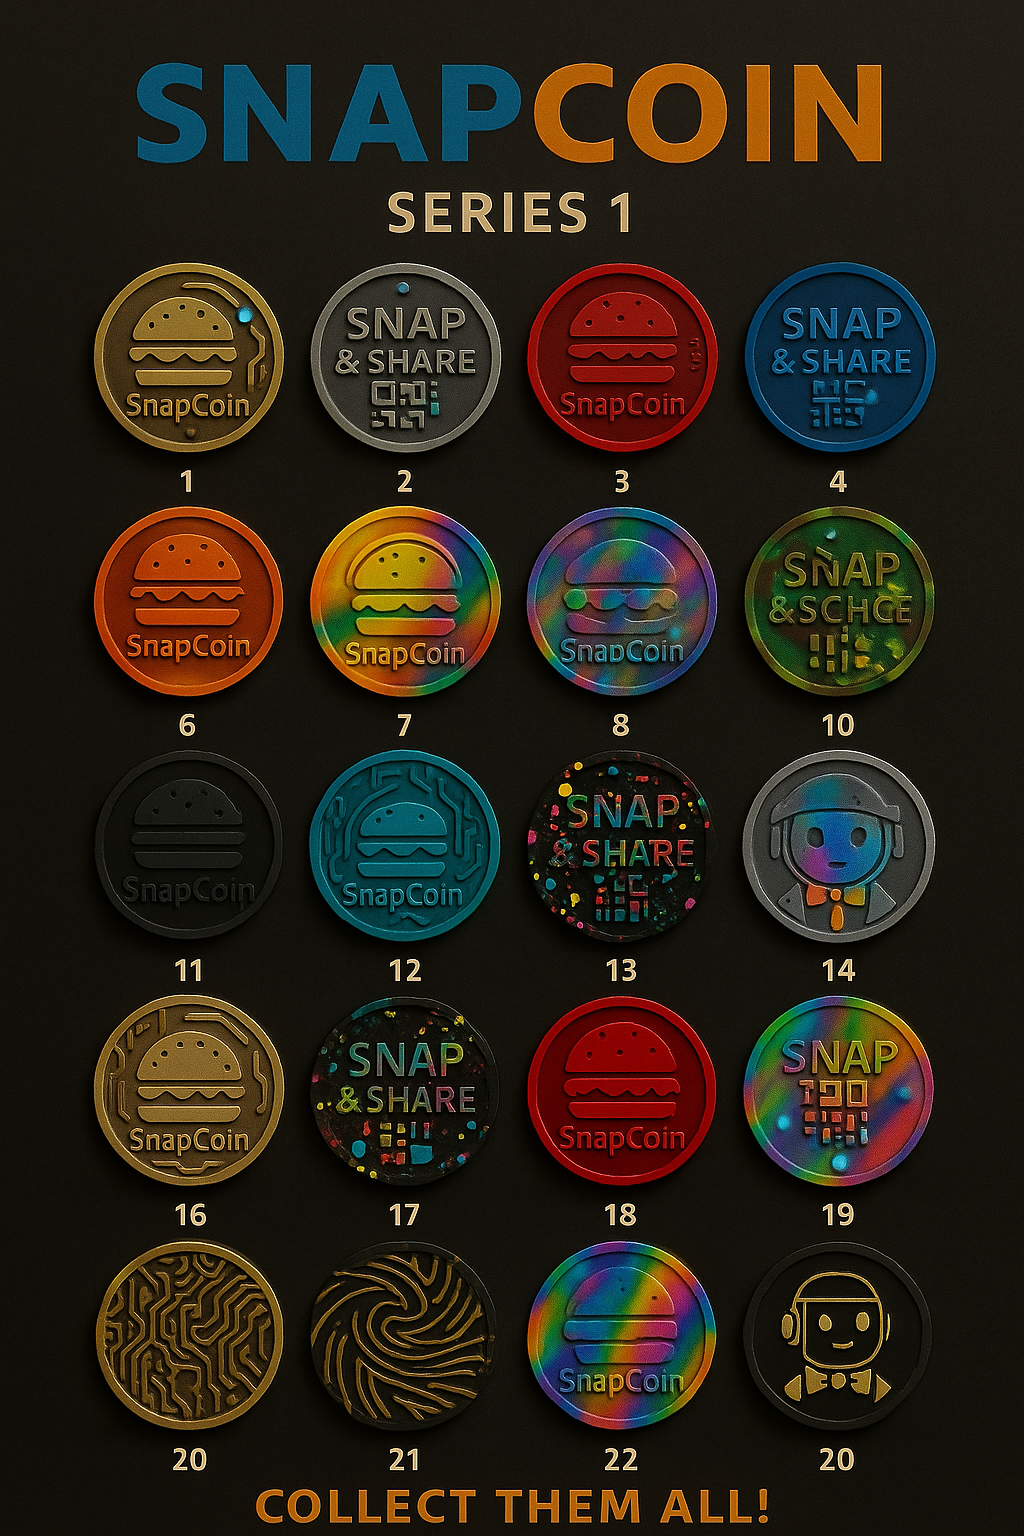 SNAPCOIN
SERIES 1
SnapCoin
SNAP
& SHARE
SnapCoin
SNAP
& SHARE
1 2 3 4
SnapCoin
SnapCoin
SnapCoin
SNAP
&SCHCE
6 7 8 10
SnapCoin
SnapCoin
SNAP
& SHARE
11 12 13 14
SnapCoin
SNAP
& SHARE
SnapCoin
SNAP
16 17 18 19
SnapCoin
20 21 22 20
COLLECT THEM ALL!